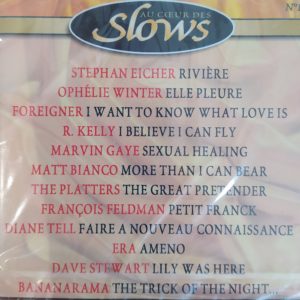 AU CŒUR DES
Slows
STEPHAN EICHER RIVIÈRE
OPHÉLIE WINTER ELLE PLEURE
FOREIGNER I WANT TO KNOW WHAT LOVE IS
R. KELLY I BELIEVE I CAN FLY
MARVIN GAYE SEXUAL HEALING
MATT BIANCO MORE THAN I CAN BEAR
THE PLATTERS THE GREAT PRETENDER
FRANÇOIS FELDMAN PETIT FRANCK
DIANE TELL FAIRE A NOUVEAU CONNAISSANCE
ERA AMENO
DAVE STEWART LILY WAS HERE
BANANARAMA THE TRICK OF THE NIGHT...